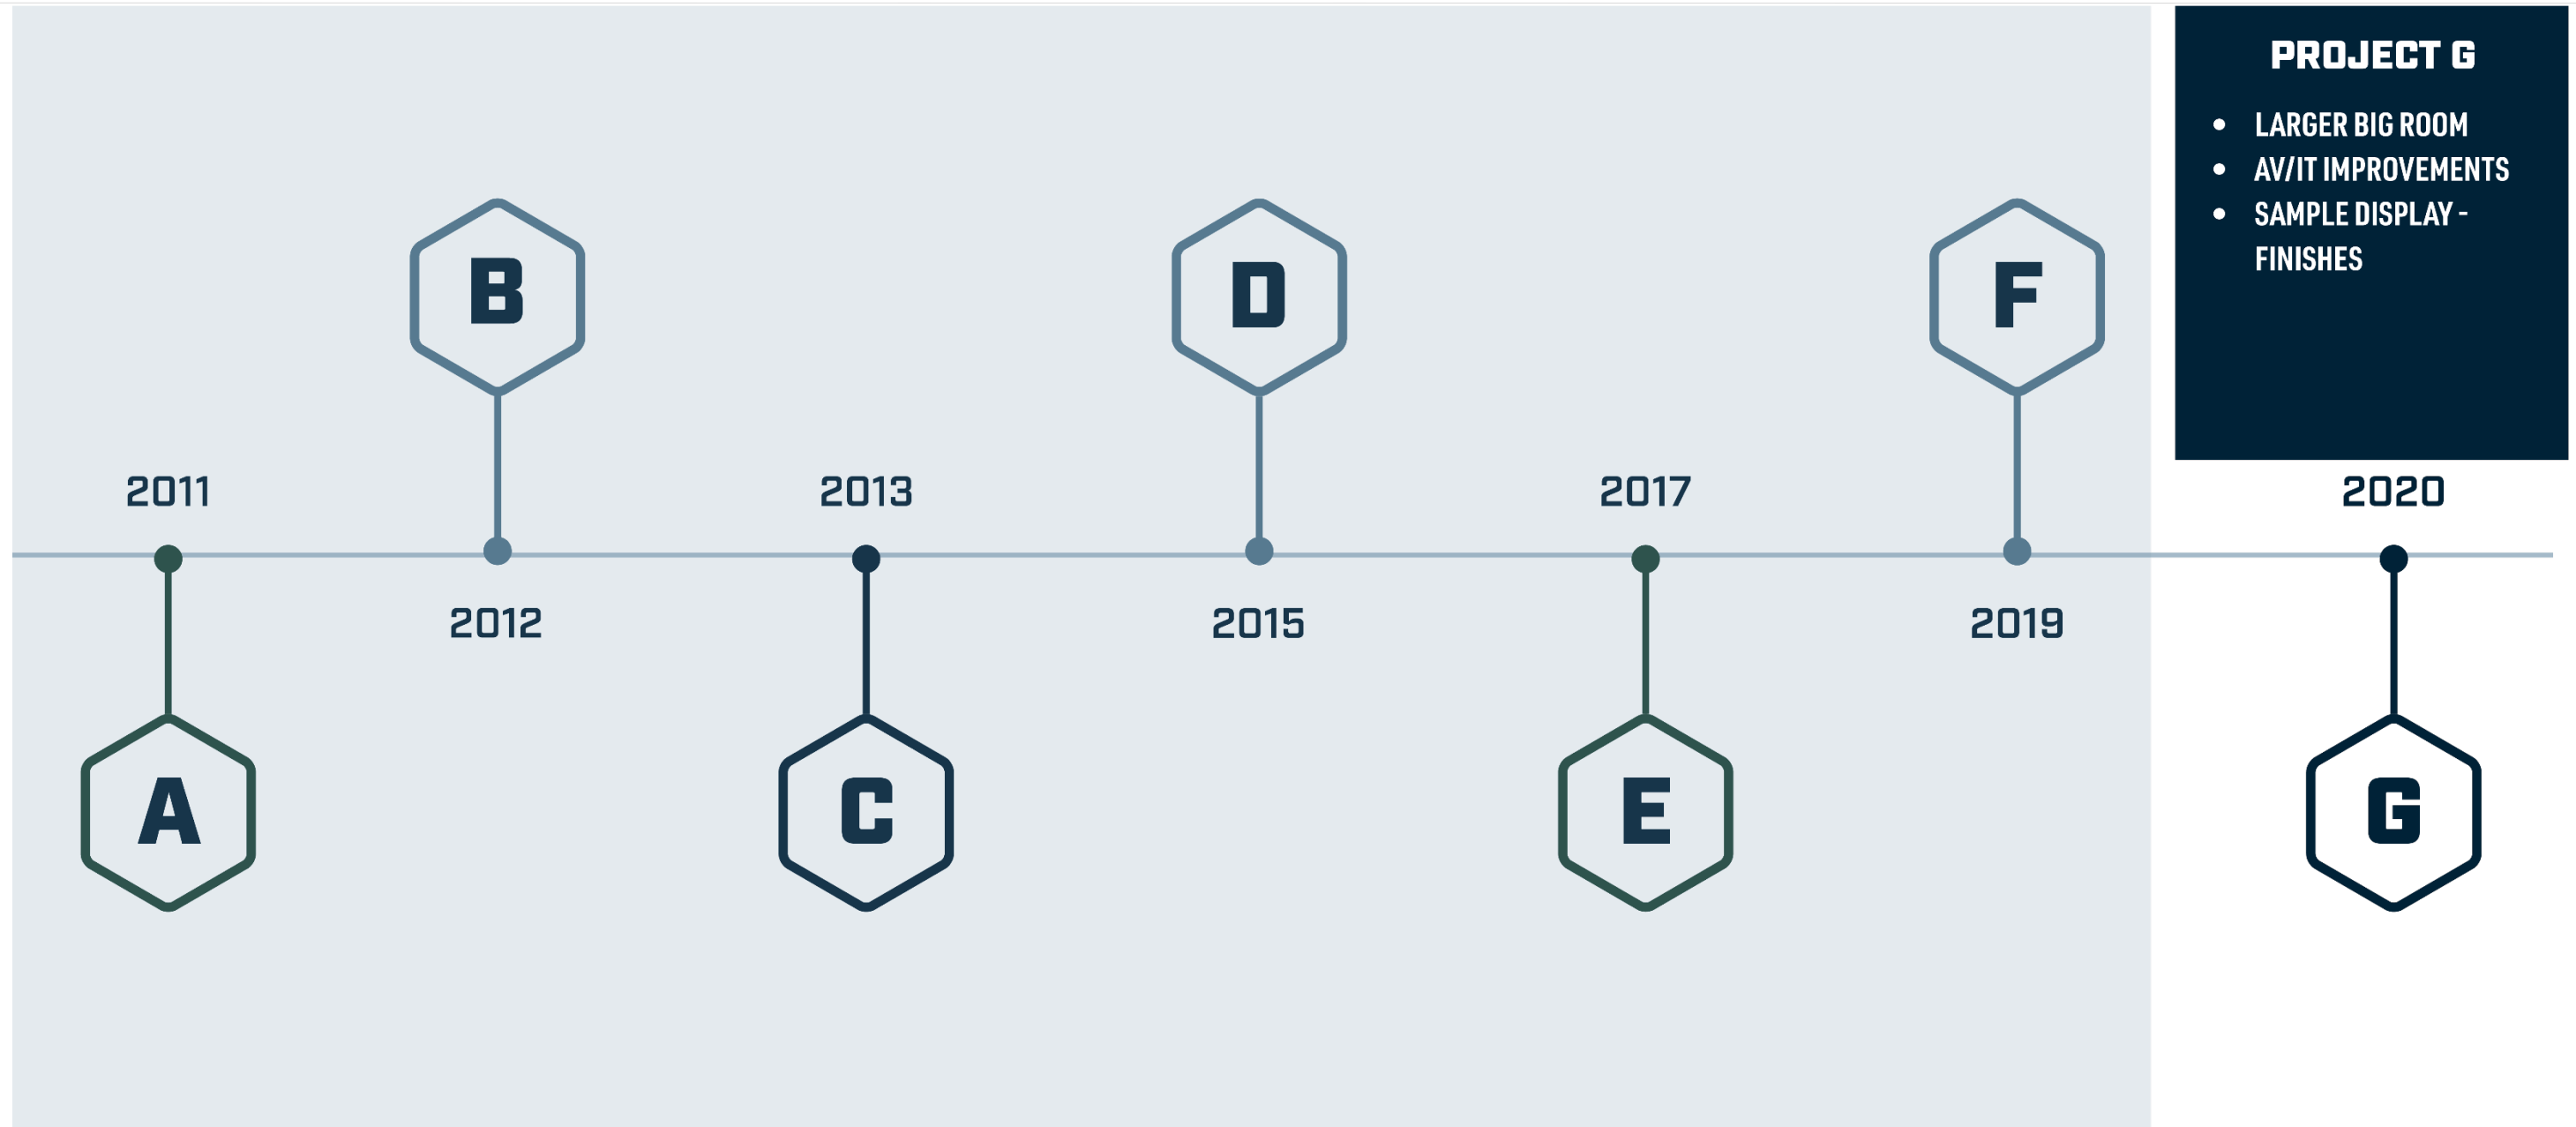 PROJECT G
• LARGER BIG ROOM
• AV/IT IMPROVEMENTS
• SAMPLE DISPLAY -
FINISHES
B
D
F
2011
2013
2017
2020
2012
2015
2019
A
C
E
G